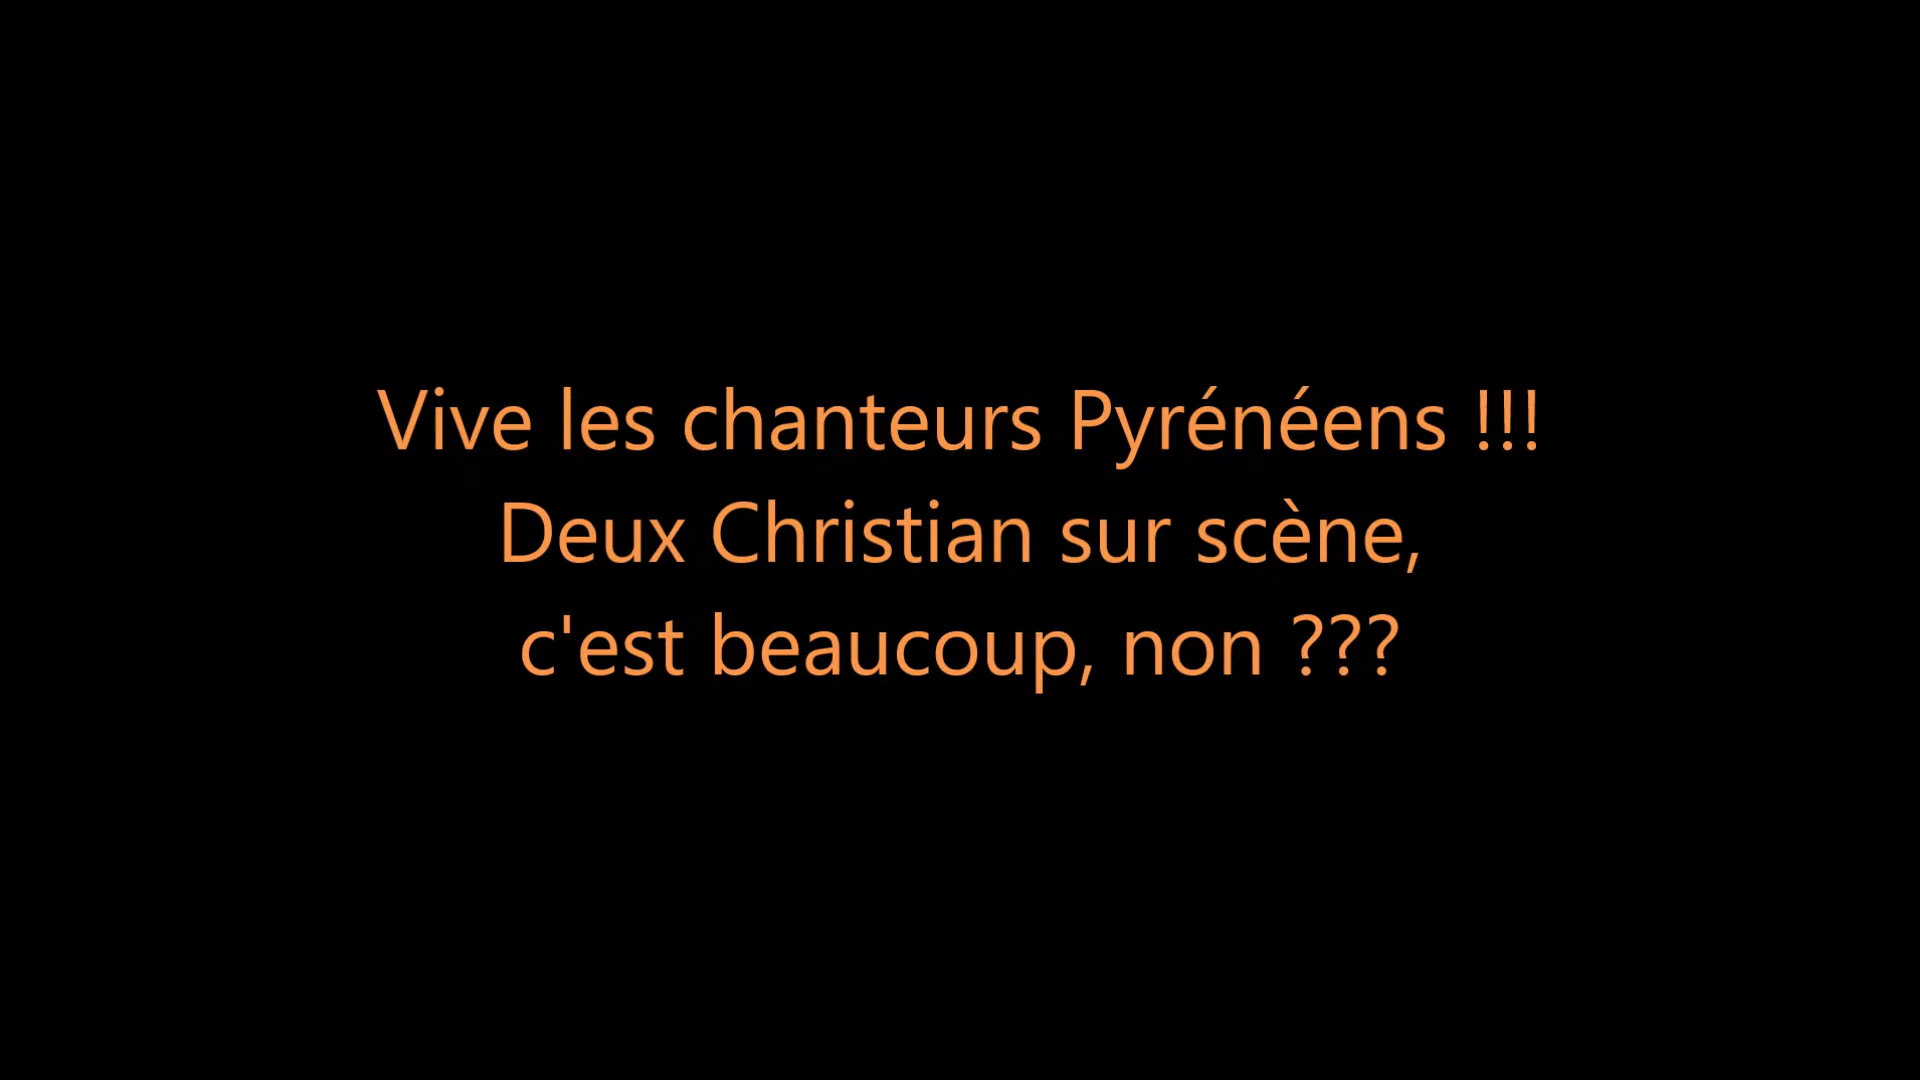 Vive les chanteurs Pyrénéens !!!
Deux Christian sur scène,
c'est beaucoup, non ???